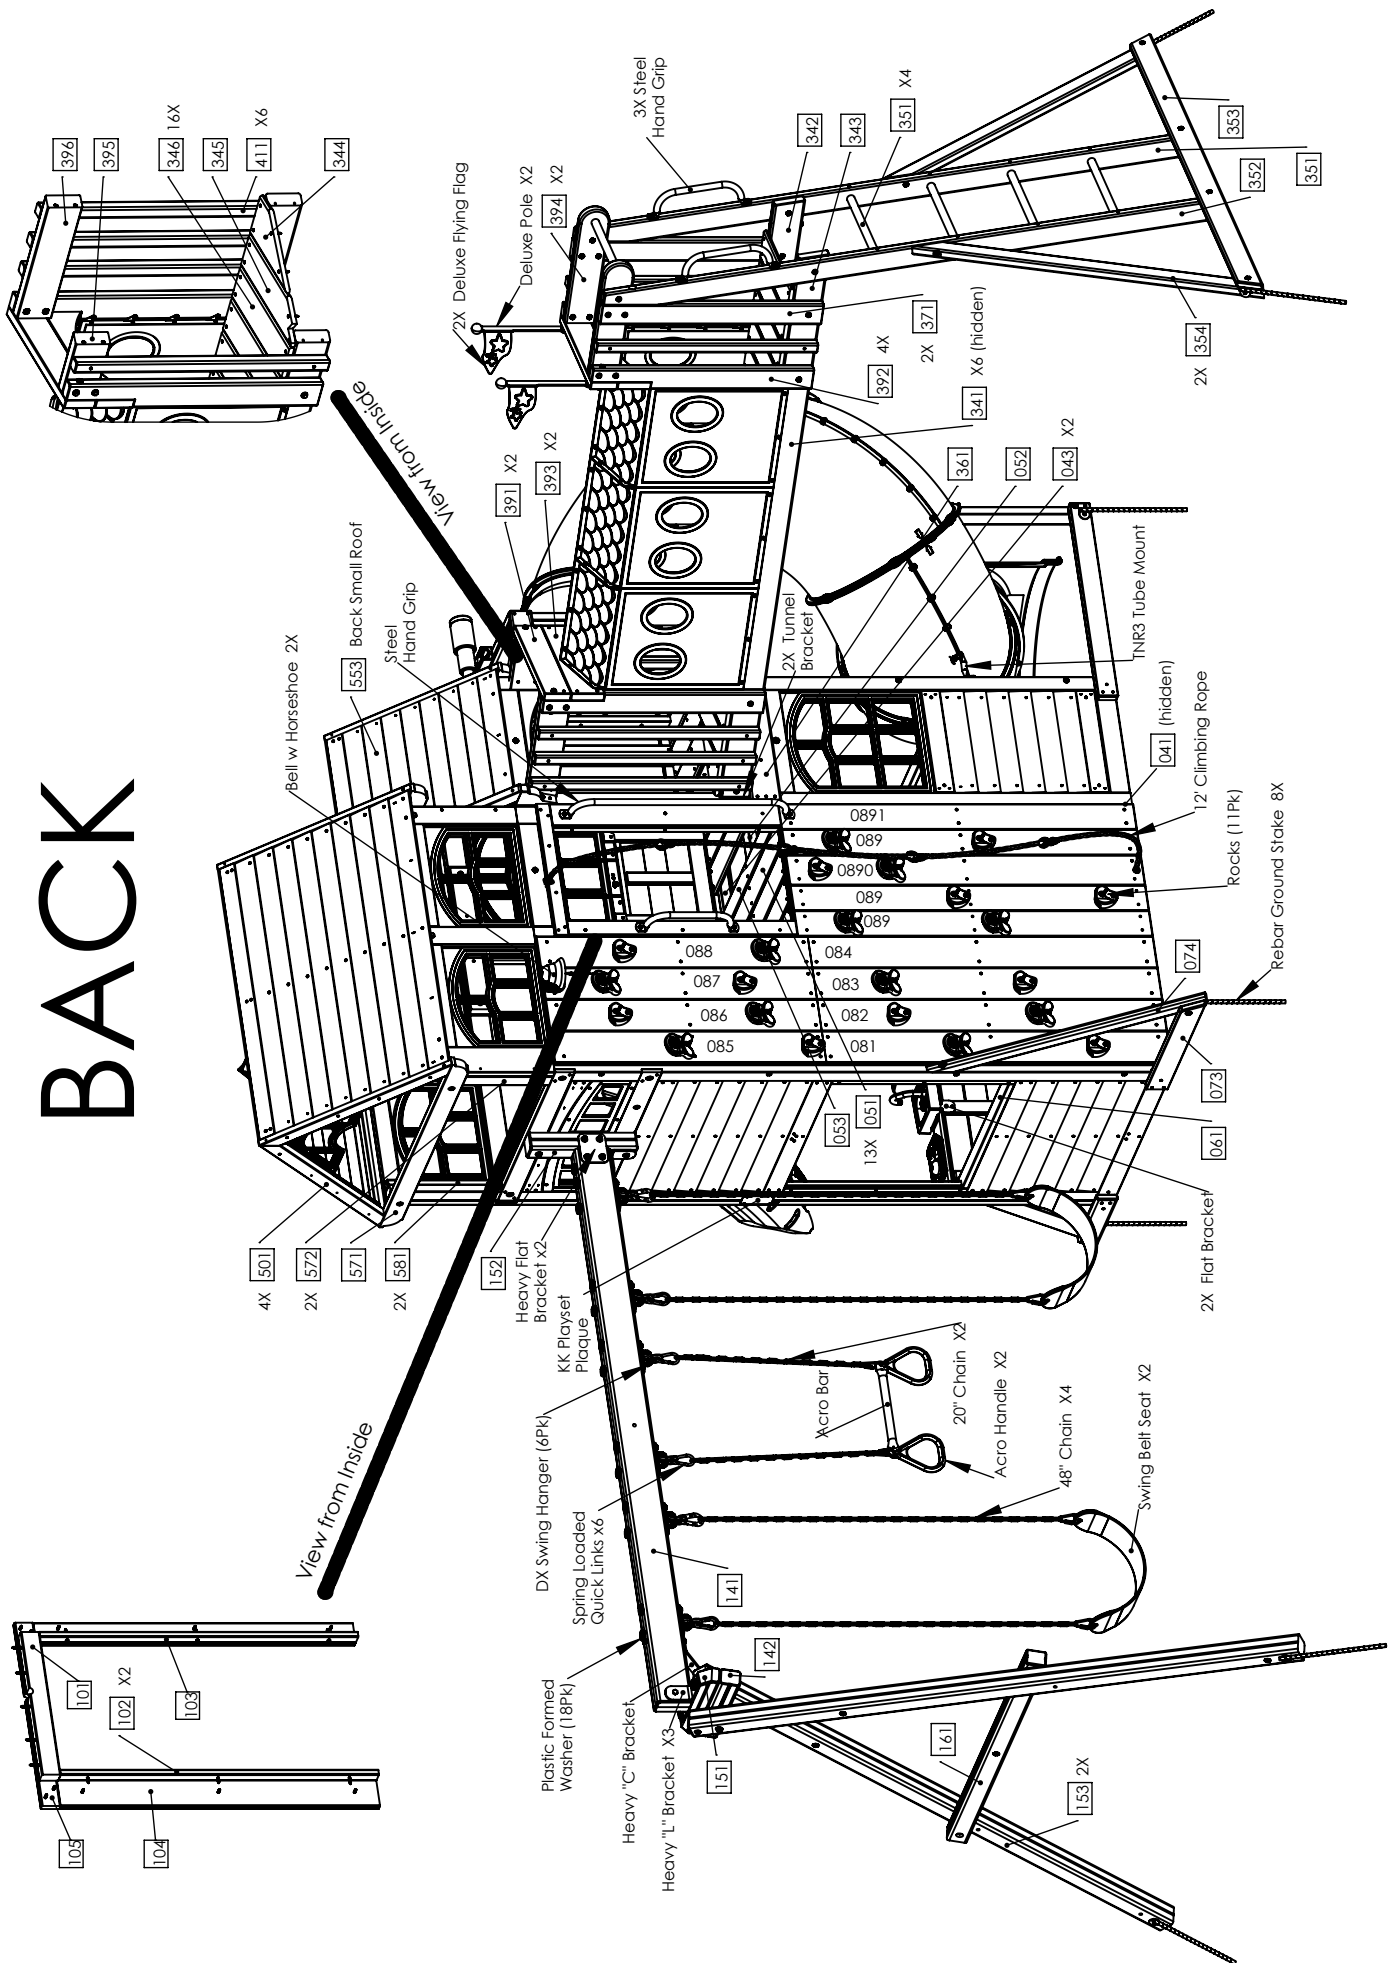 BACK
View from Inside
101
102 X2
103
104
105
4X 501
2X 572
571
2X 581
152
Heavy Flat
Bracket x2
KK Playset
Plaque
DX Swing Hanger (6Pk)
Spring Loaded
Quick Links x6
Plastic Formed
Washer (18Pk)
Heavy "C" Bracket
Heavy "L" Bracket X3
151
142
141
161
153 2X
Acro Bar
20" Chain X2
Acro Handle X2
48" Chain X4
Swing Belt Seat X2
2X Flat Bracket
061
073
074
Rebar Ground Stake 8X
Rocks (11Pk)
12' Climbing Rope
041 (hidden)
053
13X 051
085
086
087
088
081
082
083
084
089
089
0890
089
0891
Bell w Horseshoe 2X
553 Back Small Roof
Steel
Hand Grip
View from Inside
391 X2
393 X2
2X Tunnel
Bracket
TNR3 Tube Mount
361
052
043 X2
341 X6 (hidden)
392 4X
2X 371
2X 354
2X Deluxe Flying Flag
Deluxe Pole X2
394 X2
3X Steel
Hand Grip
342
343
351 X4
353
352
351
396
395
346 16X
345
411 X6
344